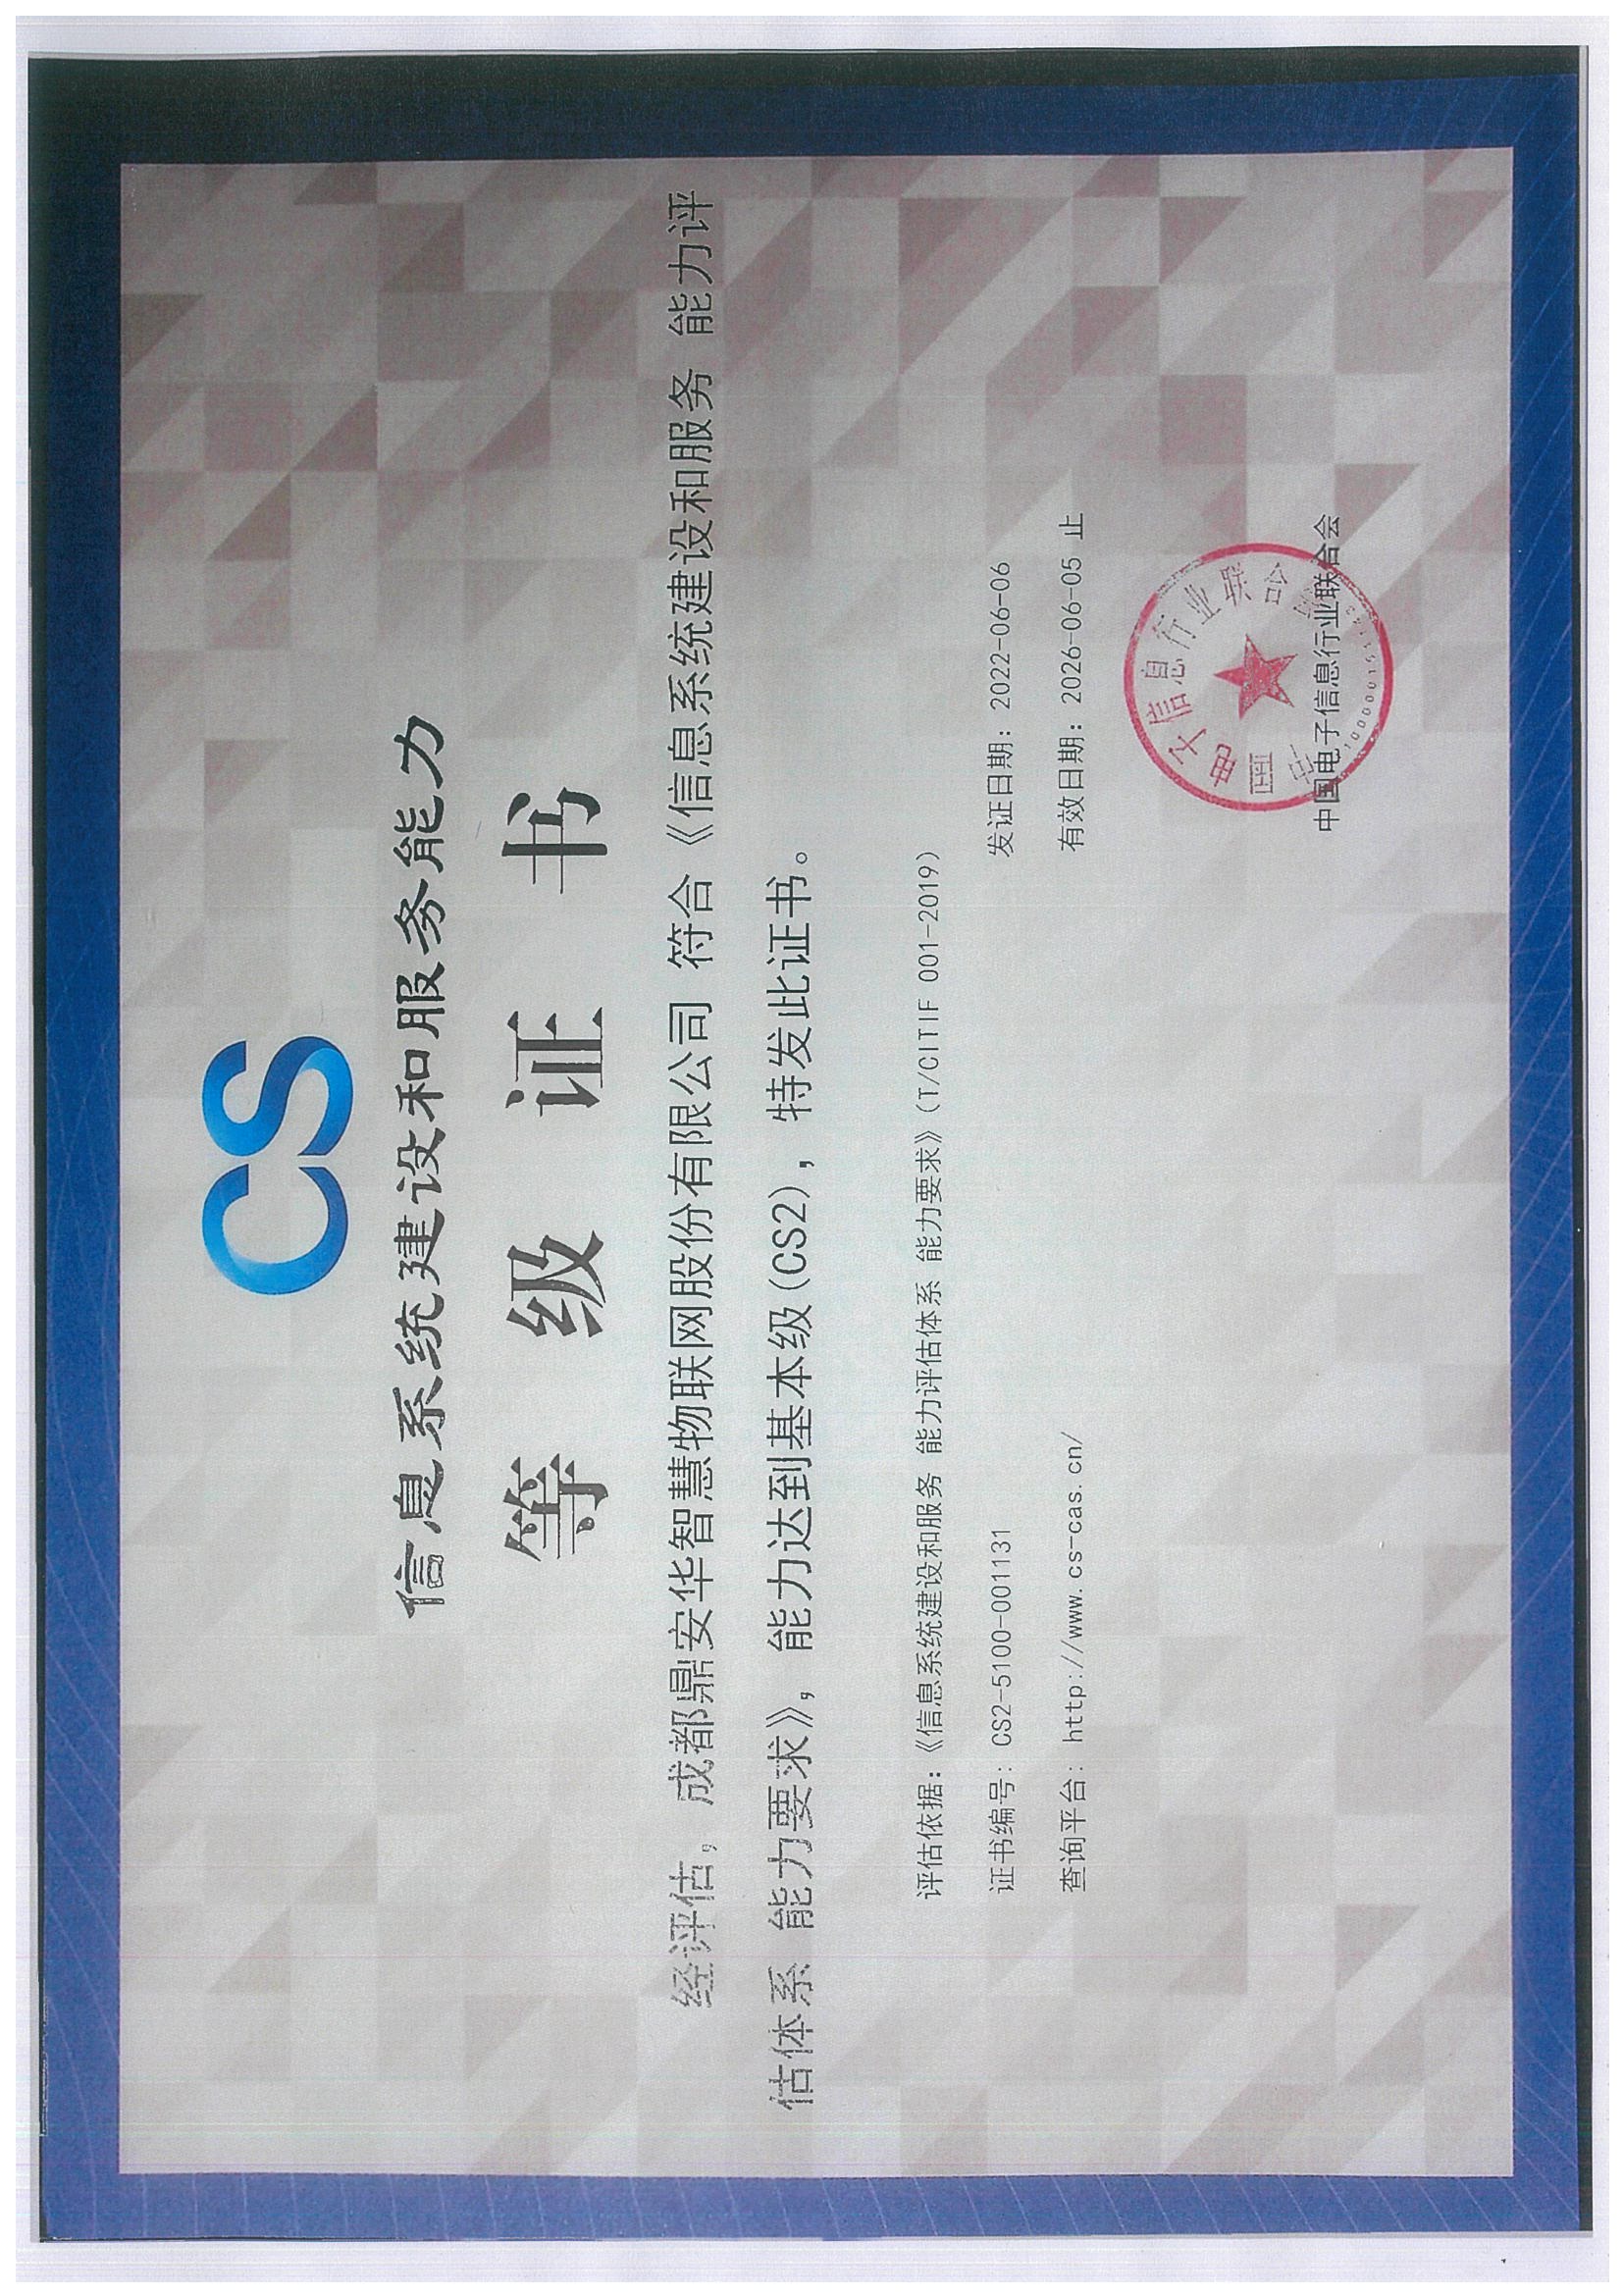 CS
信息系统建设和服务能力
等级证书
经评估，成都鼎安华智慧物联网股份有限公司 符合《信息系统建设和服务 能力评
估体系 能力要求》，能力达到基本级(CS2)，特发此证书。
评估依据：《信息系统建设和服务 能力评估体系 能力要求》(T/CITIF 001-2019)
证书编号：CS2-5100-001131
发证日期：2022-06-06
查询平台：http://www.cs-cas.cn/
有效日期：2026-06-05 止
中国电子信息行业联合会
电子信息行业联合